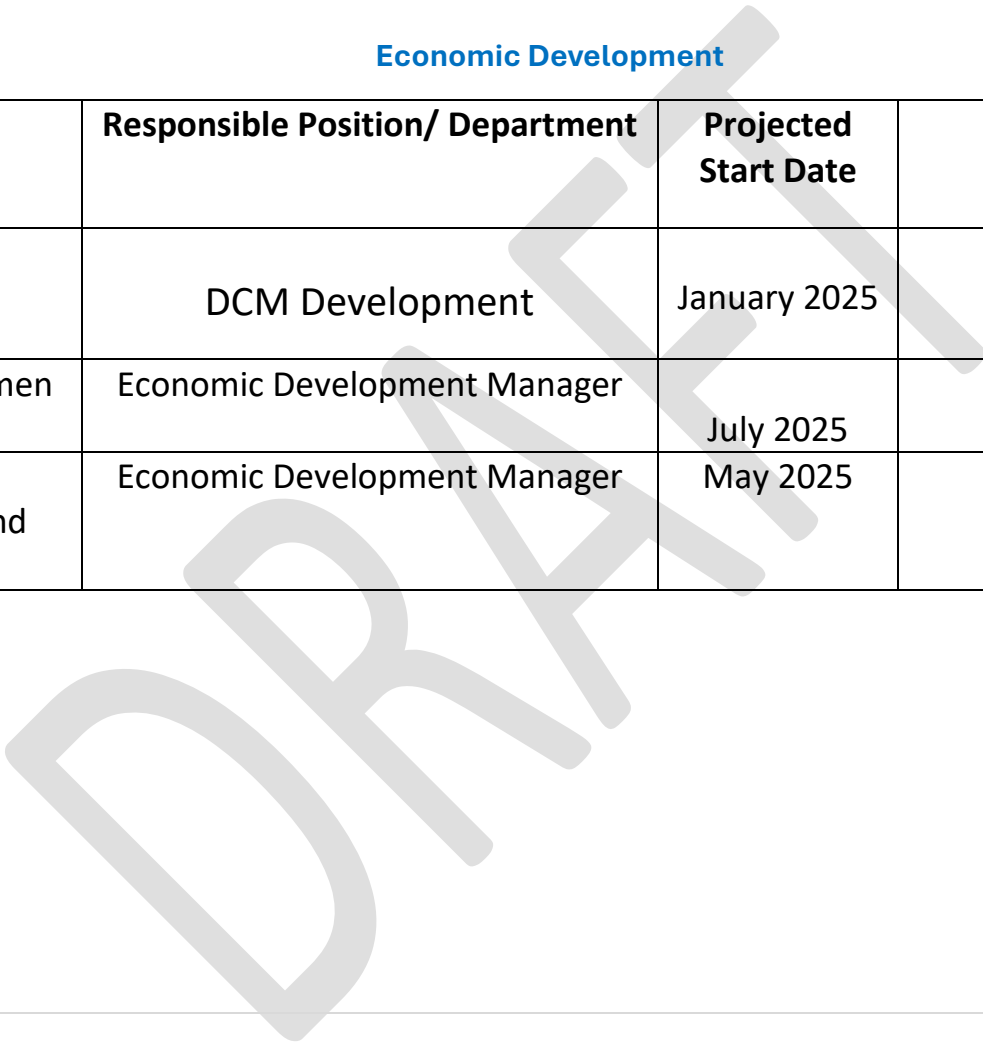 Economic Development
Responsible Position/ Department
Projected
Start Date
DCM Development
January 2025
men
Economic Development Manager
July 2025
Economic Development Manager
May 2025
nd
DRAFT